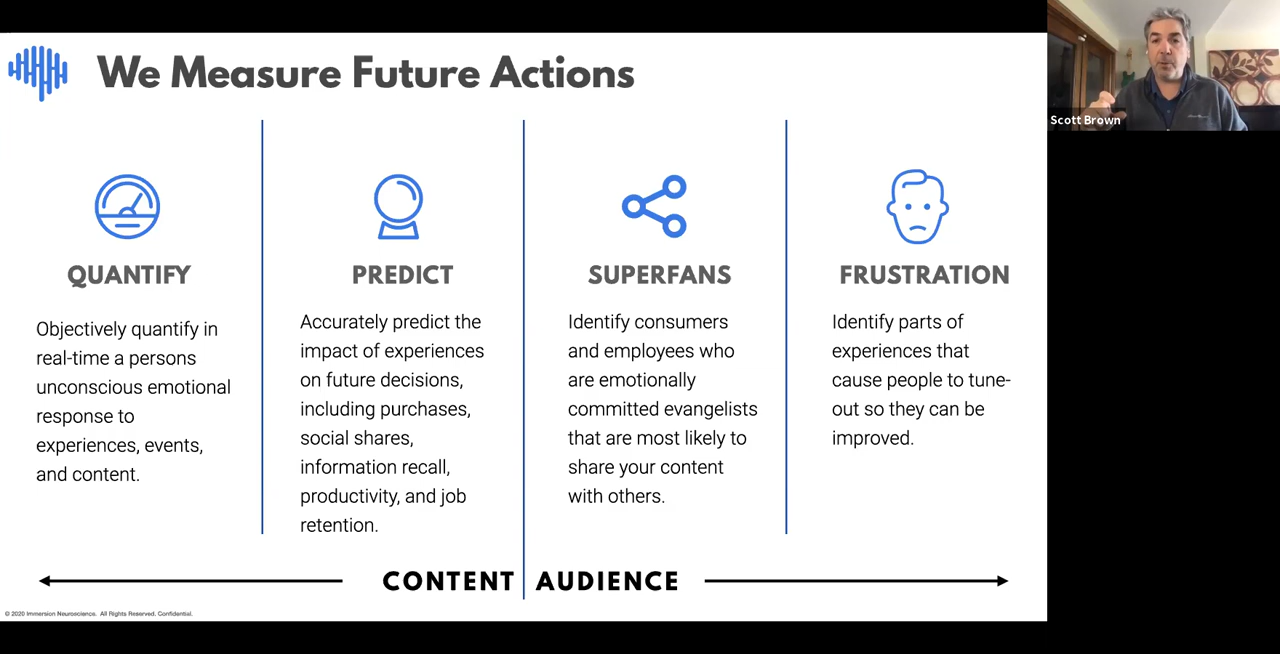 We Measure Future Actions
Scott Brown
QUANTIFY
Objectively quantify in
real-time a persons
unconscious emotional
response to
experiences, events,
and content.
PREDICT
Accurately predict the
impact of experiences
on future decisions,
including purchases,
social shares,
information recall,
productivity, and job
retention.
SUPERFANS
Identify consumers
and employees who
are emotionally
committed evangelists
that are most likely to
share your content
with others.
FRUSTRATION
Identify parts of
experiences that
cause people to tune-
out so they can be
improved.
CONTENT AUDIENCE
© 2020 Immersion Neuroscience. All Rights Reserved. Confidential.